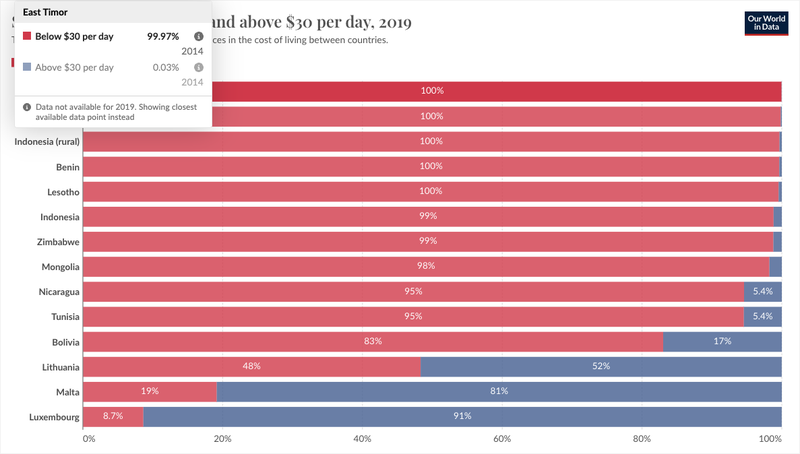 East Timor
and above $30 per day, 2019
Our World
in Data
Below $30 per day 99.97%
2014
ces in the cost of living between countries.
Above $30 per day 0.03%
2014
Data not available for 2019. Showing closest
available data point instead
100%
100%
Indonesia (rural) 100%
Benin 100%
Lesotho 100%
Indonesia 99%
Zimbabwe 99%
Mongolia 98%
Nicaragua 95% 5.4%
Tunisia 95% 5.4%
Bolivia 83% 17%
Lithuania 48% 52%
Malta 19% 81%
Luxembourg 8.7% 91%
0% 20% 40% 60% 80% 100%